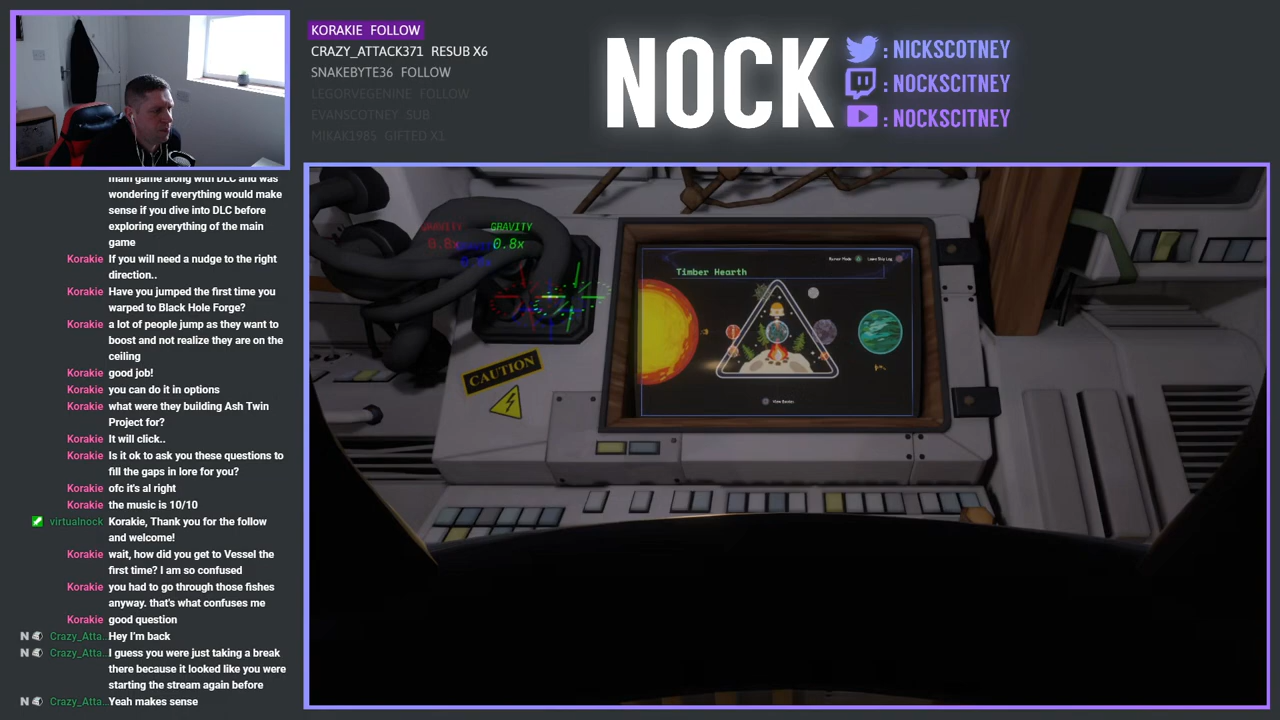 KORAKIE FOLLOW
CRAZY_ATTACK371 RESUB X6
SNAKEBYTE36 FOLLOW
LEGORVEGENINE FOLLOW
EVANSCOTNEY SUB
MIKAK1985 GIFTED X1
NOCK
: NICKSCOTNEY
: NOCKSCITNEY
: NOCKSCITNEY
main game along with DLC and was
wondering if everything would make
sense if you dive into DLC before
exploring everything of the main
game
Korakie If you will need a nudge to the right
direction..
Korakie Have you jumped the first time you
warped to Black Hole Forge?
Korakie a lot of people jump as they want to
boost and not realize they are on the
ceiling
Korakie good job!
Korakie you can do it in options
Korakie what were they building Ash Twin
Project for?
Korakie It will click..
Korakie Is it ok to ask you these questions to
fill the gaps in lore for you?
Korakie ofc it's al right
Korakie the music is 10/10
virtualnock Korakie, Thank you for the follow
and welcome!
Korakie wait, how did you get to Vessel the
first time? I am so confused
Korakie you had to go through those fishes
anyway. that's what confuses me
Korakie good question
N Crazy_Atta.. Hey I'm back
N Crazy_Atta.. I guess you were just taking a break
there because it looked like you were
starting the stream again before
N Crazy_Atta.. Yeah makes sense
GRAVITY GRAVITY
0.8x 0.8x
Timber Hearth
CAUTION